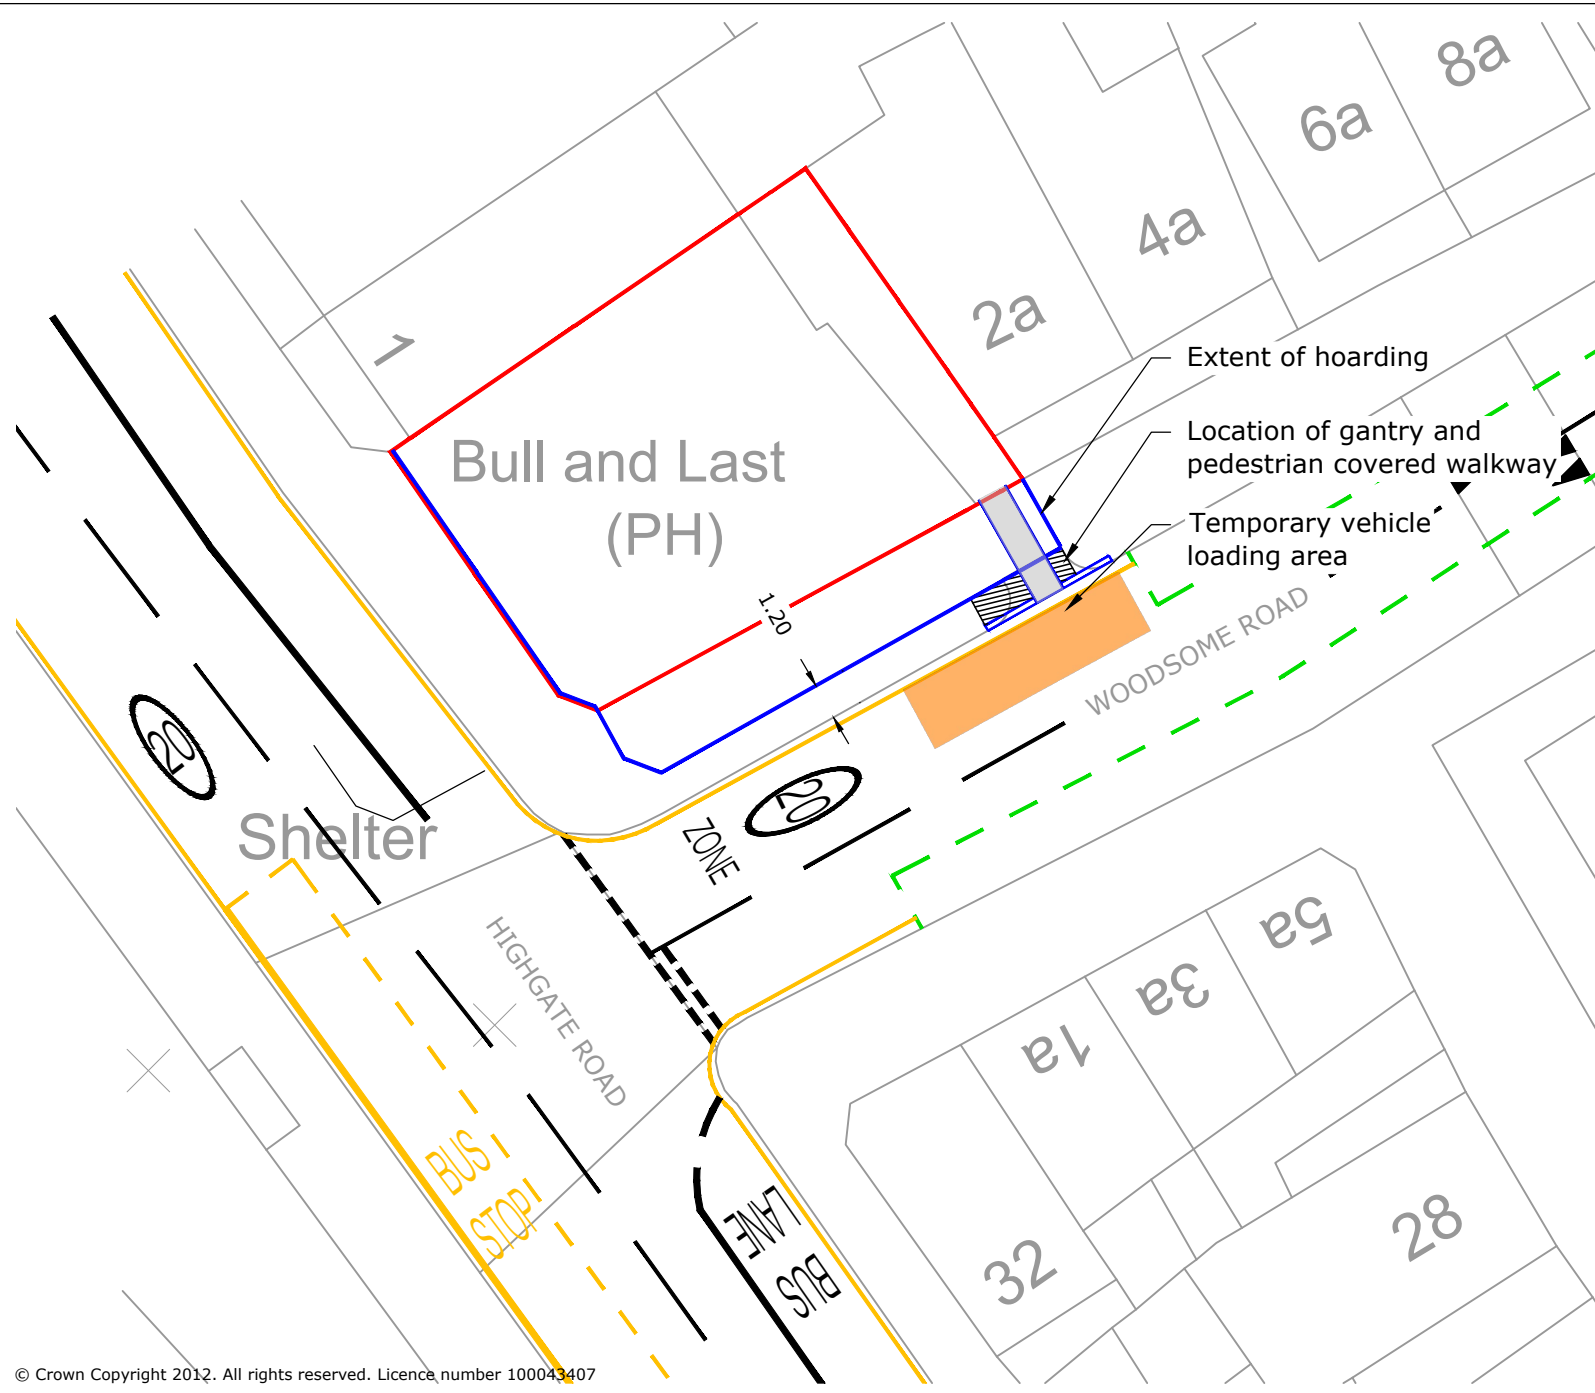 8a
6a
4a
2a
1
Extent of hoarding
Location of gantry and
pedestrian covered walkway
Temporary vehicle
loading area
Bull and Last
(PH)
1.20
WOODSOME ROAD
20
20
ZONE
Shelter
HIGHGATE ROAD
5a
3a
1a
BUS
STOP
BUS
LANE
32
28
© Crown Copyright 2012. All rights reserved. Licence number 100043407